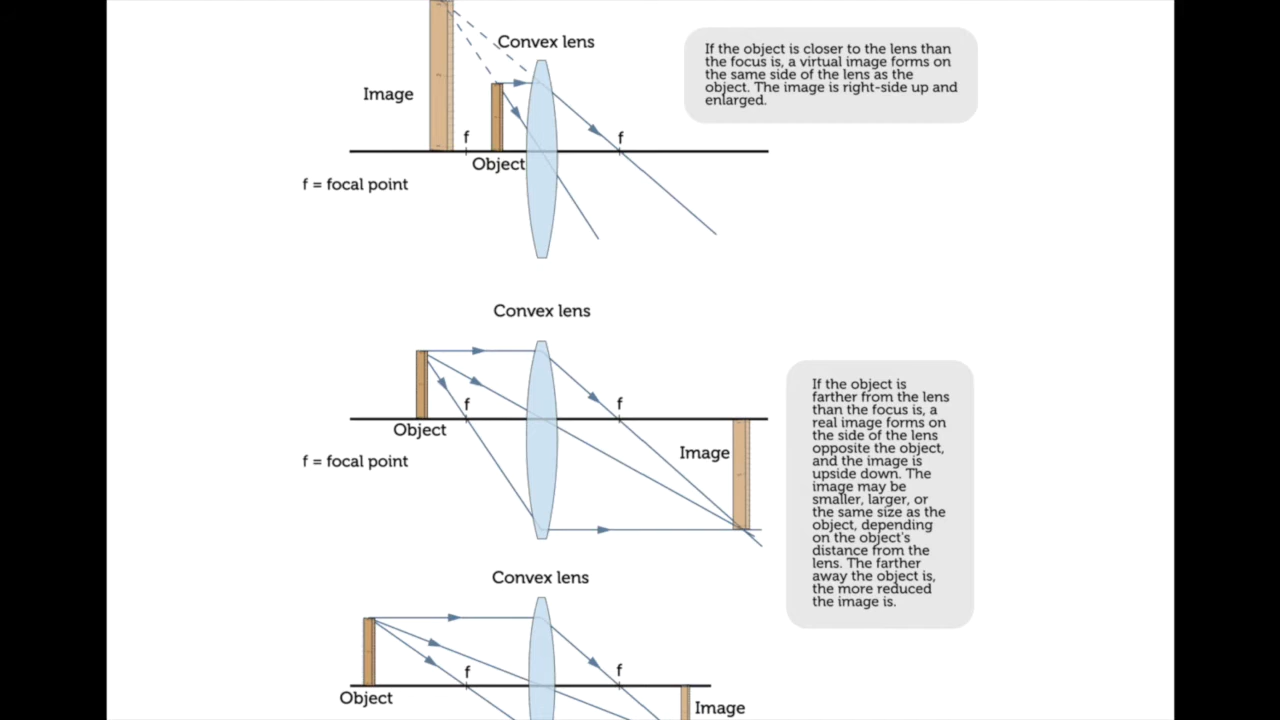 Convex lens
If the object is closer to the lens than
the focus is, a virtual image forms on
the same side of the lens as the
object. The image is right-side up and
enlarged.
Image
f
f
Object
f = focal point
Convex lens
If the object is
farther from the lens
than the focus is, a
real image forms on
the side of the lens
opposite the object,
and the image is
upside down. The
image may be
smaller, larger, or
the same size as the
object, depending
on the object's
distance from the
lens. The farther
away the object is,
the more reduced
the image is.
f
f
Object
Image
f = focal point
Convex lens
f
f
Object
Image